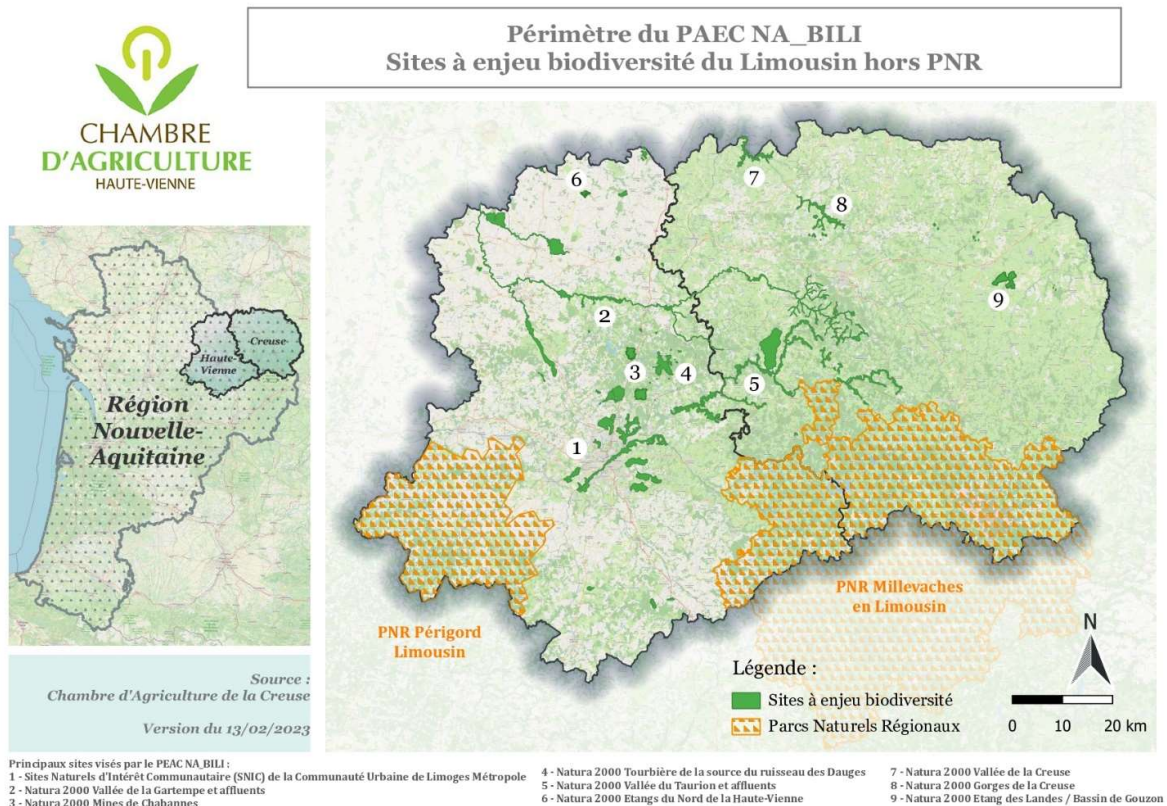 Périmètre du PAEC NA_BILI
Sites à enjeu biodiversité du Limousin hors PNR
CHAMBRE
D'AGRICULTURE
HAUTE-VIENNE
Haute-
Vienne
Creuse
Région
Nouvelle-
Aquitaine
Source :
Chambre d'Agriculture de la Creuse
Version du 13/02/2023
6
7
8
9
2
3
4
5
1
PNR Périgord
Limousin
PNR Millevaches
en Limousin
N
Légende :
Sites à enjeu biodiversité
Parcs Naturels Régionaux
0 10 20 km
Principaux sites visés par le PEAC NA_BILI :
1 - Sites Naturels d'Intérêt Communautaire (SNIC) de la Communauté Urbaine de Limoges Métropole
2 - Natura 2000 Vallée de la Gartempe et affluents
3 - Natura 2000 Mines de Chabannes
4 - Natura 2000 Tourbière de la source du ruisseau des Dauges
5 - Natura 2000 Vallée du Taurion et affluents
6 - Natura 2000 Etangs du Nord de la Haute-Vienne
7 - Natura 2000 Vallée de la Creuse
8 - Natura 2000 Gorges de la Creuse
9 - Natura 2000 Etang des Landes / Bassin de Gouzon